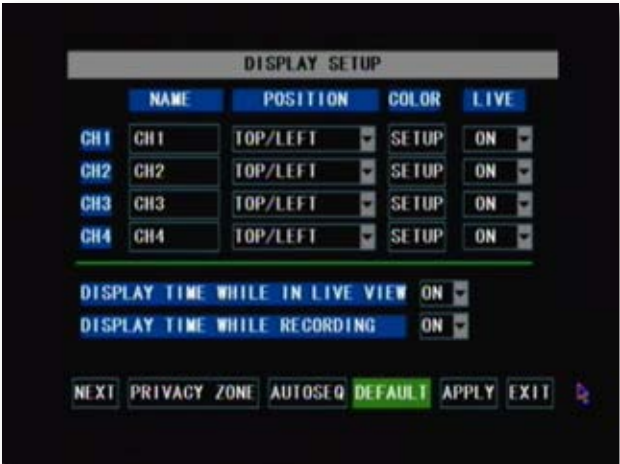 DISPLAY SETUP
NAME POSITION COLOR LIVE
CH1 CH1 TOP/LEFT SETUP ON
CH2 CH2 TOP/LEFT SETUP ON
CH3 CH3 TOP/LEFT SETUP ON
CH4 CH4 TOP/LEFT SETUP ON
DISPLAY TIME WHILE IN LIVE VIEW ON
DISPLAY TIME WHILE RECORDING ON
NEXT PRIVACY ZONE AUTOSEQ DEFAULT APPLY EXIT